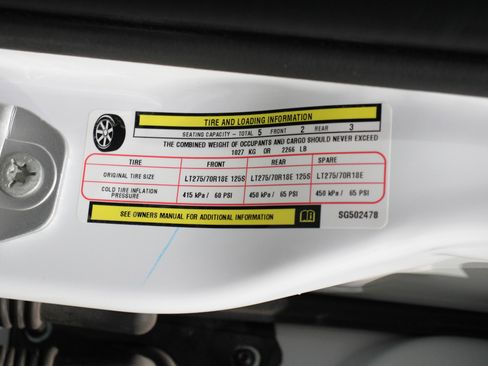 TIRE AND LOADING INFORMATION
SEATING CAPACITY - TOTAL 5 FRONT 2 REAR 3
THE COMBINED WEIGHT OF OCCUPANTS AND CARGO SHOULD NEVER EXCEED
1027 KG OR 2266 LB
TIRE FRONT REAR SPARE
ORIGINAL TIRE SIZE LT275/70R18E 125S LT275/70R18E 125S LT275/70R18E
COLD TIRE INFLATION PRESSURE 415 kPa / 60 PSI 450 kPa / 65 PSI 450 kPa / 65 PSI
SEE OWNERS MANUAL FOR ADDITIONAL INFORMATION SG502478